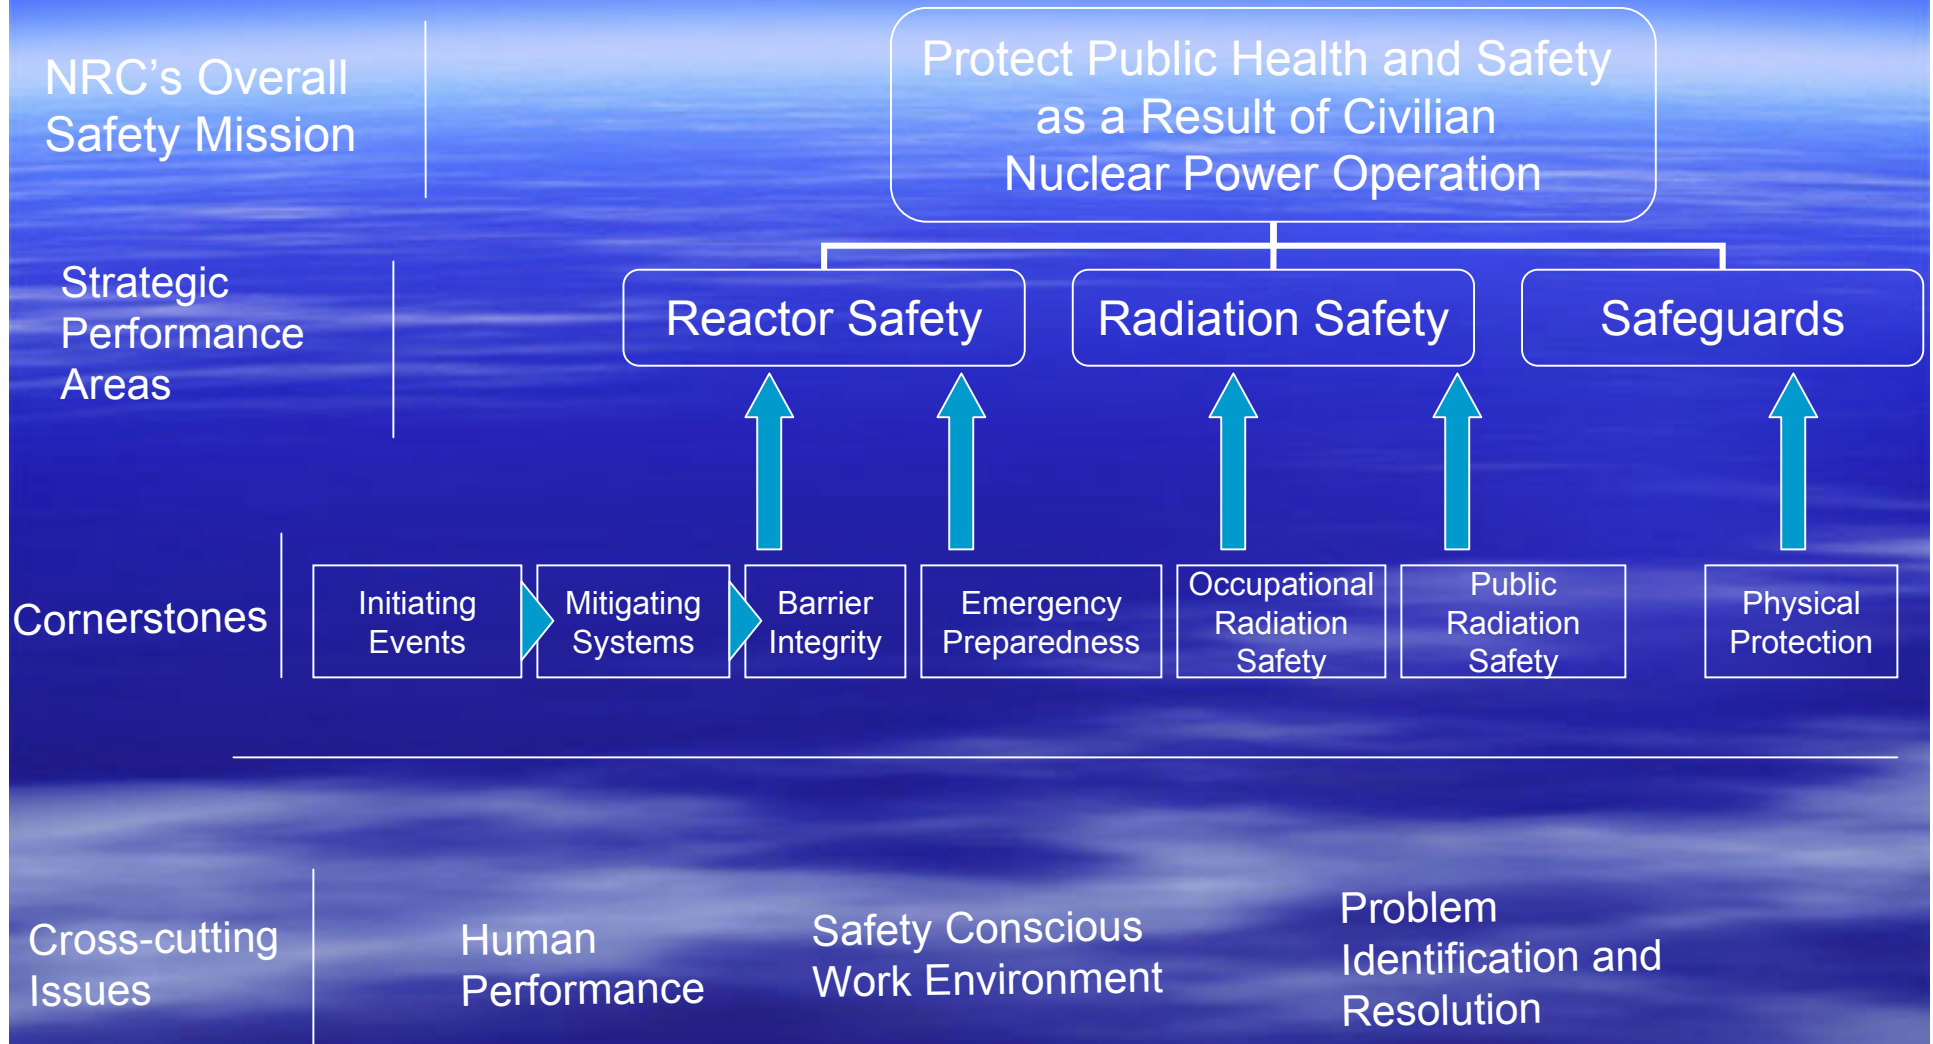 NRC's Overall
Safety Mission
Protect Public Health and Safety
as a Result of Civilian
Nuclear Power Operation
Strategic
Performance
Areas
Reactor Safety
Radiation Safety
Safeguards
Cornerstones
Initiating
Events
Mitigating
Systems
Barrier
Integrity
Emergency
Preparedness
Occupational
Radiation
Safety
Public
Radiation
Safety
Physical
Protection
Cross-cutting
Issues
Human
Performance
Safety Conscious
Work Environment
Problem
Identification and
Resolution